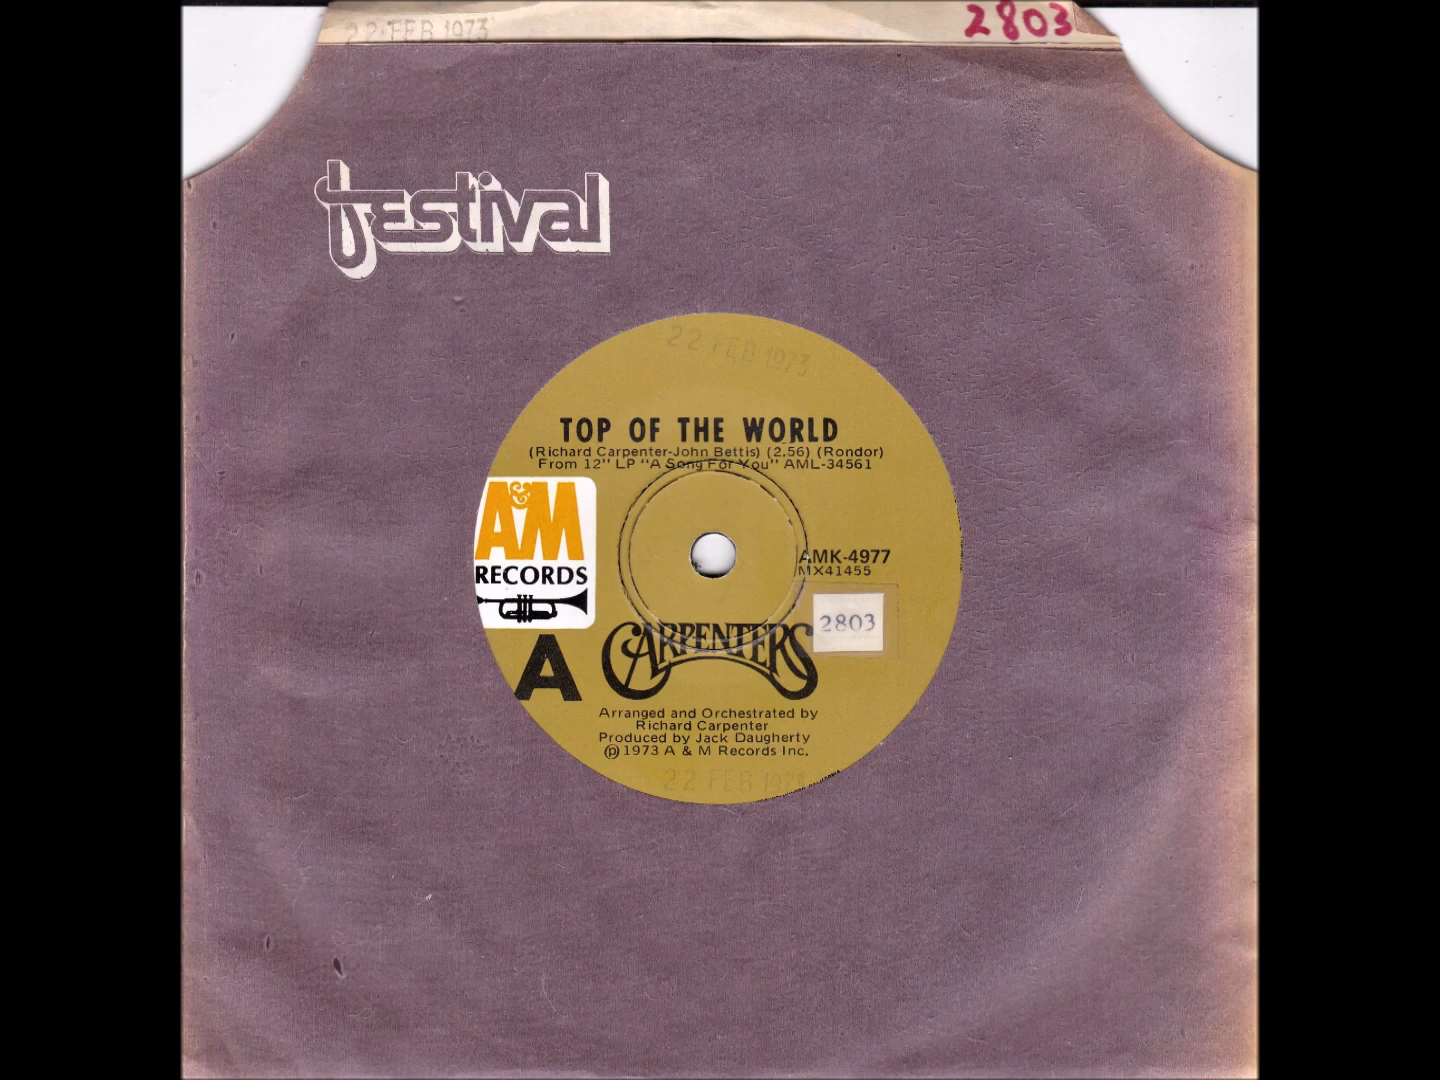 22 FEB 1973
2803
festival
22 FEB 1973
TOP OF THE WORLD
(Richard Carpenter-John Bettis) (2.56) (Rondor)
From 12" LP "A Song For You" AML-34561
A&M
RECORDS
AMK-4977
MX41455
2803
CARPENTERS
A
Arranged and Orchestrated by
Richard Carpenter
Produced by Jack Daugherty
℗ 1973 A & M Records Inc.
22 FEB 1973